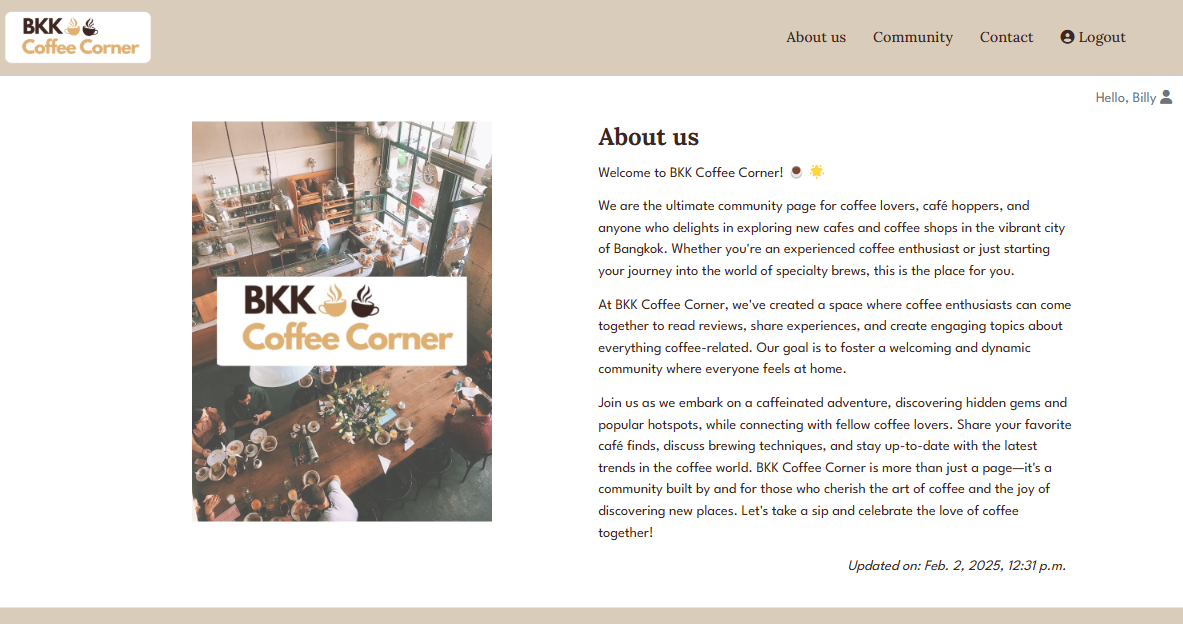 BKK
Coffee Corner
About us
Community
Contact
Logout
Hello, Billy
BKK
Coffee Corner
About us
Welcome to BKK Coffee Corner! ☕ 🌟
We are the ultimate community page for coffee lovers, café hoppers, and
anyone who delights in exploring new cafes and coffee shops in the vibrant city
of Bangkok. Whether you're an experienced coffee enthusiast or just starting
your journey into the world of specialty brews, this is the place for you.
At BKK Coffee Corner, we've created a space where coffee enthusiasts can come
together to read reviews, share experiences, and create engaging topics about
everything coffee-related. Our goal is to foster a welcoming and dynamic
community where everyone feels at home.
Join us as we embark on a caffeinated adventure, discovering hidden gems and
popular hotspots, while connecting with fellow coffee lovers. Share your favorite
café finds, discuss brewing techniques, and stay up-to-date with the latest
trends in the coffee world. BKK Coffee Corner is more than just a page—it's a
community built by and for those who cherish the art of coffee and the joy of
discovering new places. Let's take a sip and celebrate the love of coffee
together!
Updated on: Feb. 2, 2025, 12:31 p.m.